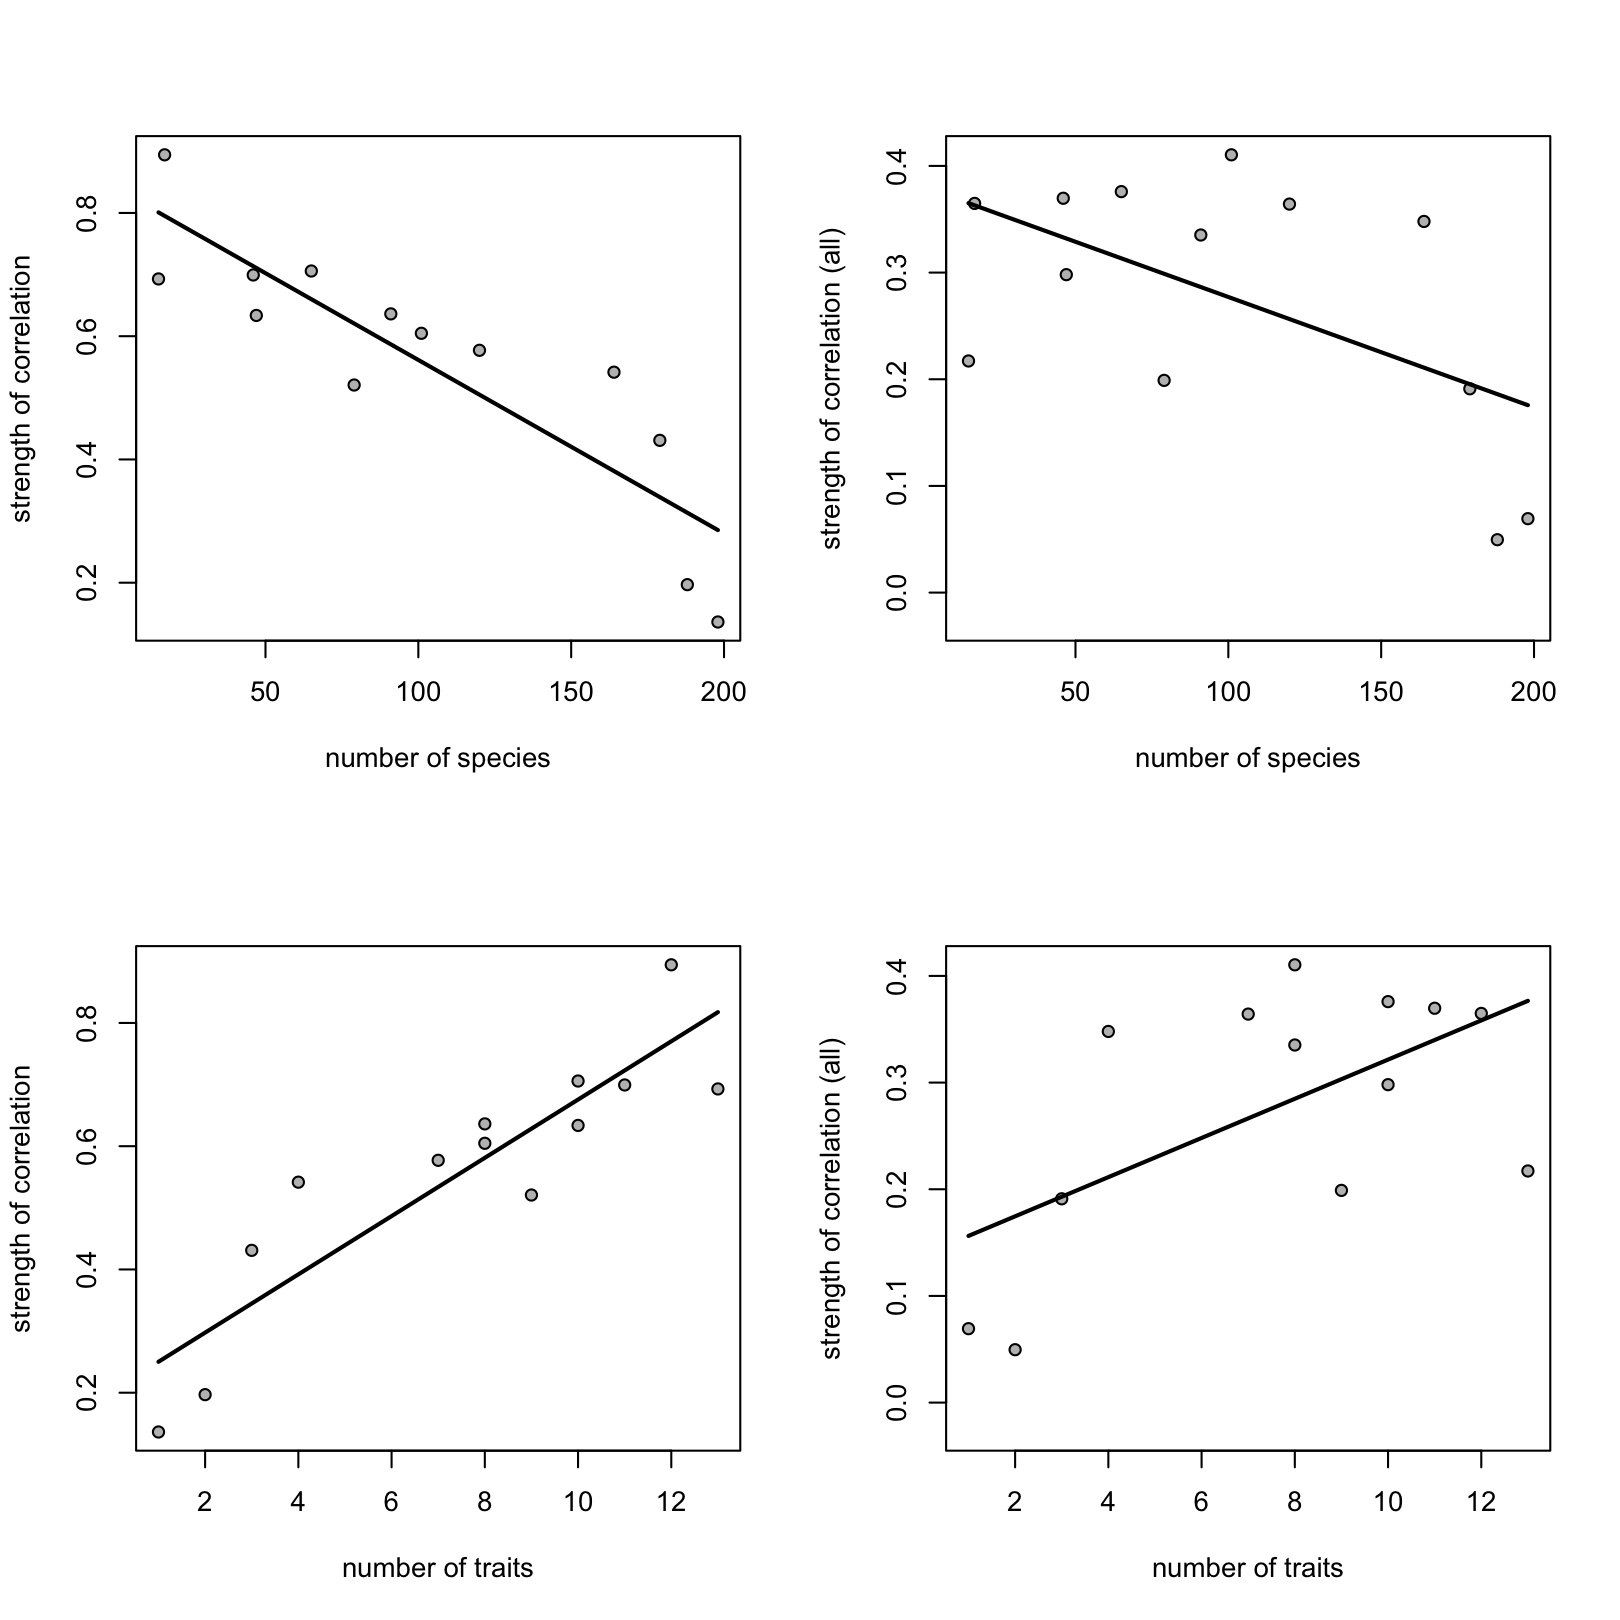 strength of correlation
0.2 0.4 0.6 0.8
50 100 150 200
number of species
strength of correlation (all)
0.0 0.1 0.2 0.3 0.4
50 100 150 200
number of species
strength of correlation
0.2 0.4 0.6 0.8
2 4 6 8 10 12
number of traits
strength of correlation (all)
0.0 0.1 0.2 0.3 0.4
2 4 6 8 10 12
number of traits